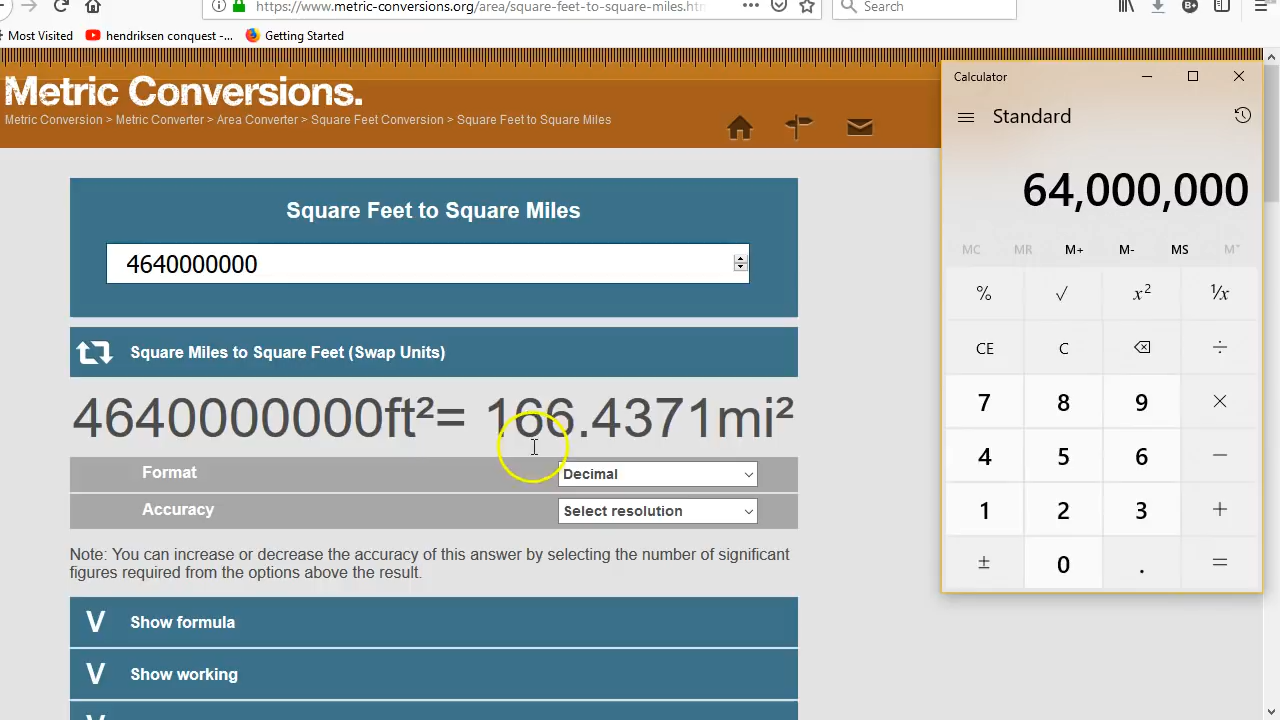 https://www.metric-conversions.org/area/square-feet-to-square-miles.htm
Search
Most Visited
hendriksen conquest -...
Getting Started
Metric Conversions.
Metric Conversion > Metric Converter > Area Converter > Square Feet Conversion > Square Feet to Square Miles
Square Feet to Square Miles
4640000000
Square Miles to Square Feet (Swap Units)
4640000000ft²= 166.4371mi²
Format
Decimal
Accuracy
Select resolution
Note: You can increase or decrease the accuracy of this answer by selecting the number of significant
figures required from the options above the result.
V Show formula
V Show working
Calculator
Standard
64,000,000
MC MR M+ M- MS M˅
% √ x² ¹/x
CE C ÷
7 8 9 ×
4 5 6 −
1 2 3 +
± 0 . =